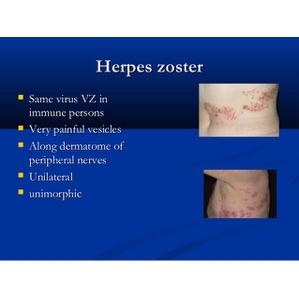 Herpes zoster
Same virus VZ in
immune persons
Very painful vesicles
Along dermatome of
peripheral nerves
Unilateral
unimorphic